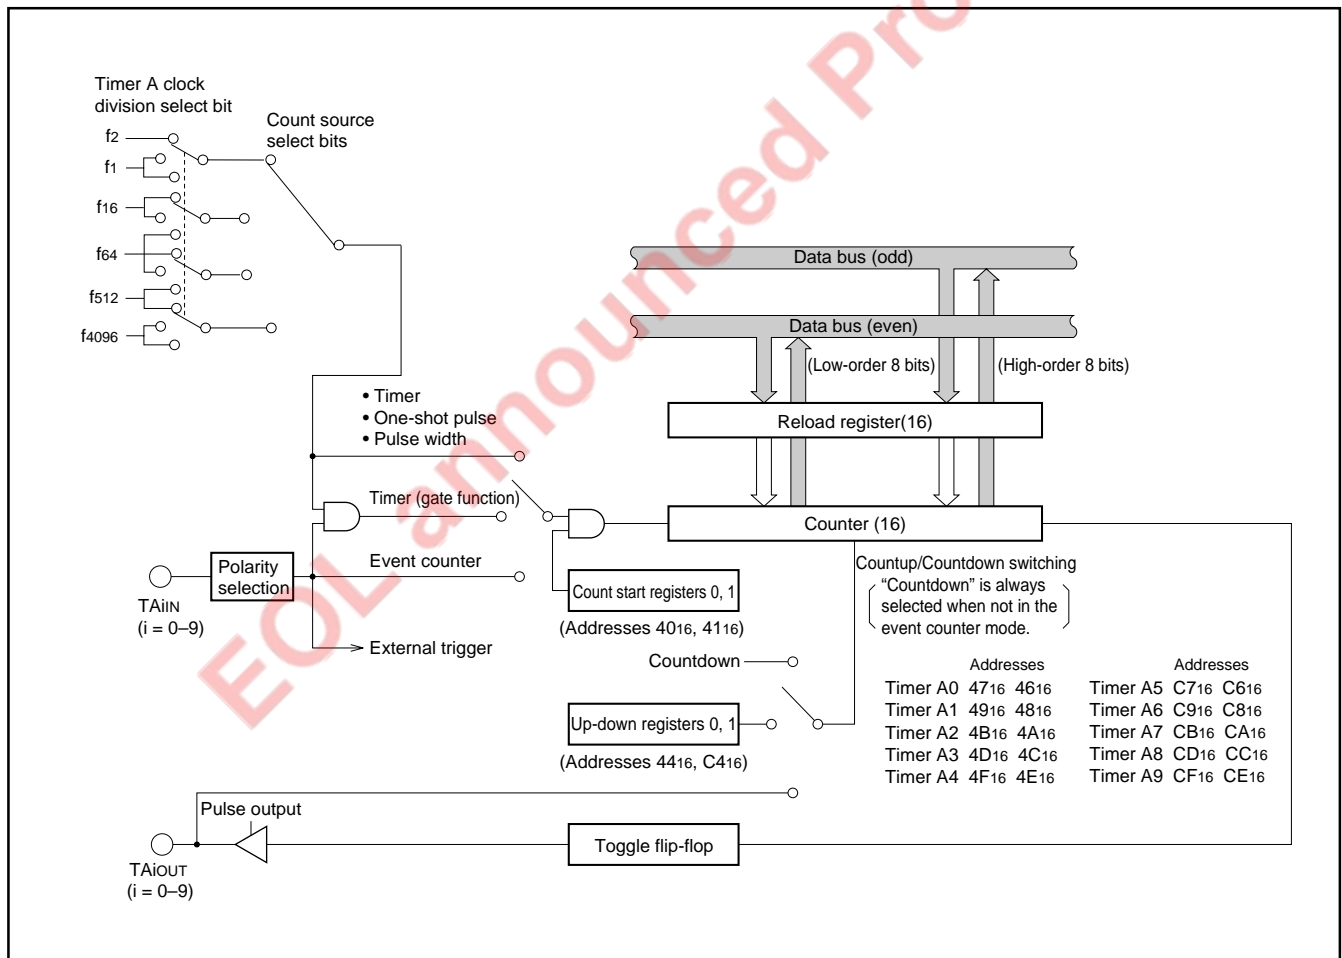 EOL announced Pro
Timer A clock
division select bit
Count source
select bits
f2
f1
f16
f64
f512
f4096
Data bus (odd)
Data bus (even)
(Low-order 8 bits)
(High-order 8 bits)
• Timer
• One-shot pulse
• Pulse width
Reload register(16)
Timer (gate function)
Counter (16)
Polarity
selection
Event counter
TAiIN
(i = 0–9)
External trigger
Count start registers 0, 1
(Addresses 4016, 4116)
Countup/Countdown switching
“Countdown” is always
selected when not in the
event counter mode.
Countdown
Up-down registers 0, 1
(Addresses 4416, C416)
Addresses
Timer A0 4716 4616
Timer A1 4916 4816
Timer A2 4B16 4A16
Timer A3 4D16 4C16
Timer A4 4F16 4E16
Addresses
Timer A5 C716 C616
Timer A6 C916 C816
Timer A7 CB16 CA16
Timer A8 CD16 CC16
Timer A9 CF16 CE16
Pulse output
Toggle flip-flop
TAiOUT
(i = 0–9)